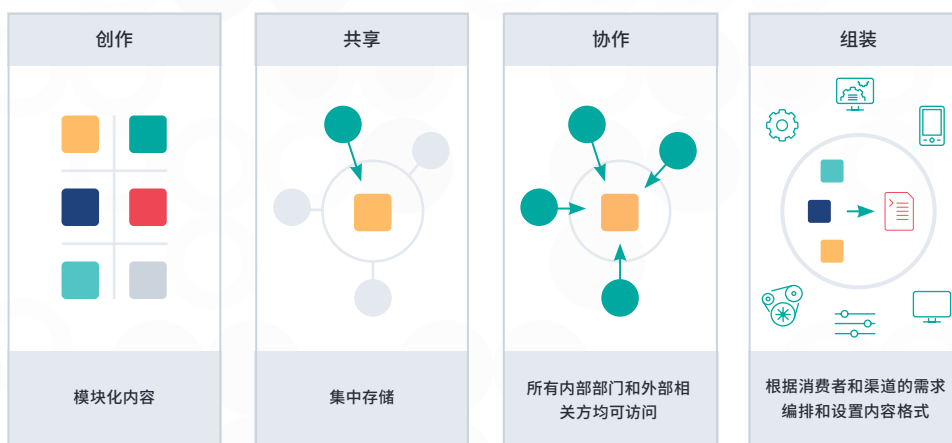 创作
模块化内容
共享
集中存储
协作
所有内部部门和外部相
关方均可访问
组装
根据消费者和渠道的需求
编排和设置内容格式